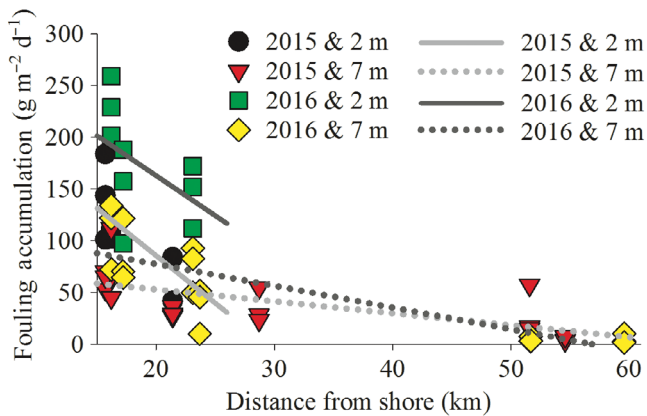 300
250
200
150
100
50
0
Fouling accumulation (g m⁻² d⁻¹)
2015 & 2 m
2015 & 7 m
2016 & 2 m
2016 & 7 m
2015 & 2 m
2015 & 7 m
2016 & 2 m
2016 & 7 m
20 30 40 50 60
Distance from shore (km)